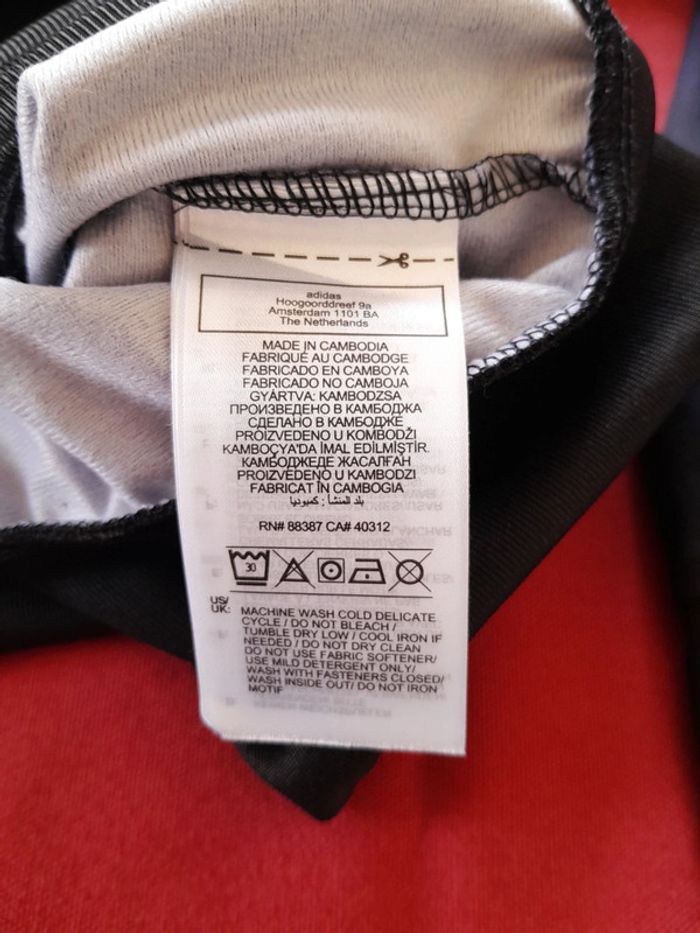 adidas
Hoogoorddreef 9a
Amsterdam 1101 BA
The Netherlands
MADE IN CAMBODIA
FABRIQUÉ AU CAMBODGE
FABRICADO EN CAMBOYA
FABRICADO NO CAMBOJA
GYÁRTVA: KAMBODZSA
ПРОИЗВЕДЕНО В КАМБОДЖА
СДЕЛАНО В КАМБОДЖЕ
PROIZVEDENO U KOMBODŽI
KAMBOÇYA'DA İMAL EDİLMİŞTİR.
КАМБОДЖЕДЕ ЖАСАЛҒАН
PROIZVEDENO U KAMBODZI
FABRICAT ÎN CAMBOGIA
بلد المنشأ : كمبوديا
RN# 88387 CA# 40312
30
US/
UK: MACHINE WASH COLD DELICATE
CYCLE / DO NOT BLEACH /
TUMBLE DRY LOW / COOL IRON IF
NEEDED / DO NOT DRY CLEAN
DO NOT USE FABRIC SOFTENER/
USE MILD DETERGENT ONLY/
WASH WITH FASTENERS CLOSED/
WASH INSIDE OUT/ DO NOT IRON
MOTIF